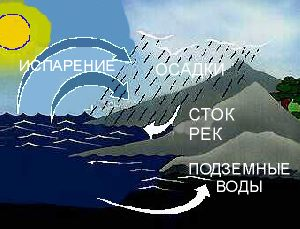 ИСПАРЕНИЕ
ОСАДКИ
СТОК
РЕК
ПОДЗЕМНЫЕ
ВОДЫ